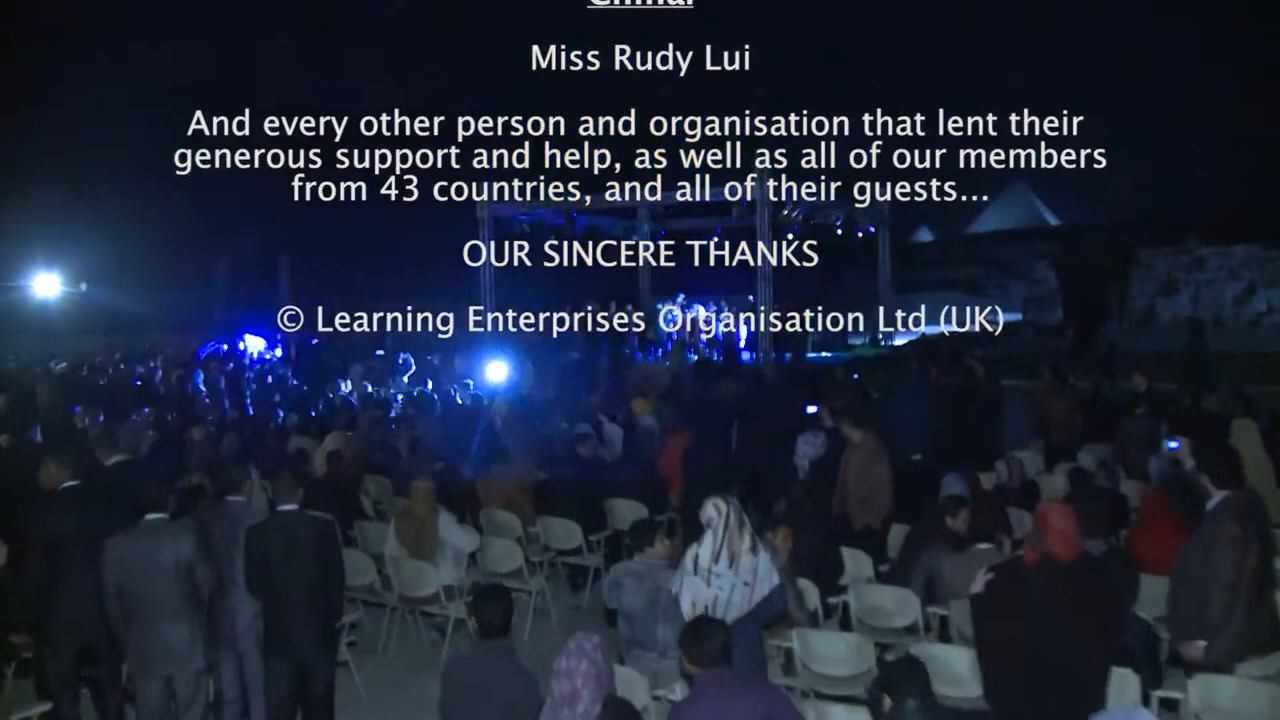 Miss Rudy Lui
And every other person and organisation that lent their
generous support and help, as well as all of our members
from 43 countries, and all of their guests...
OUR SINCERE THANKS
© Learning Enterprises Organisation Ltd (UK)